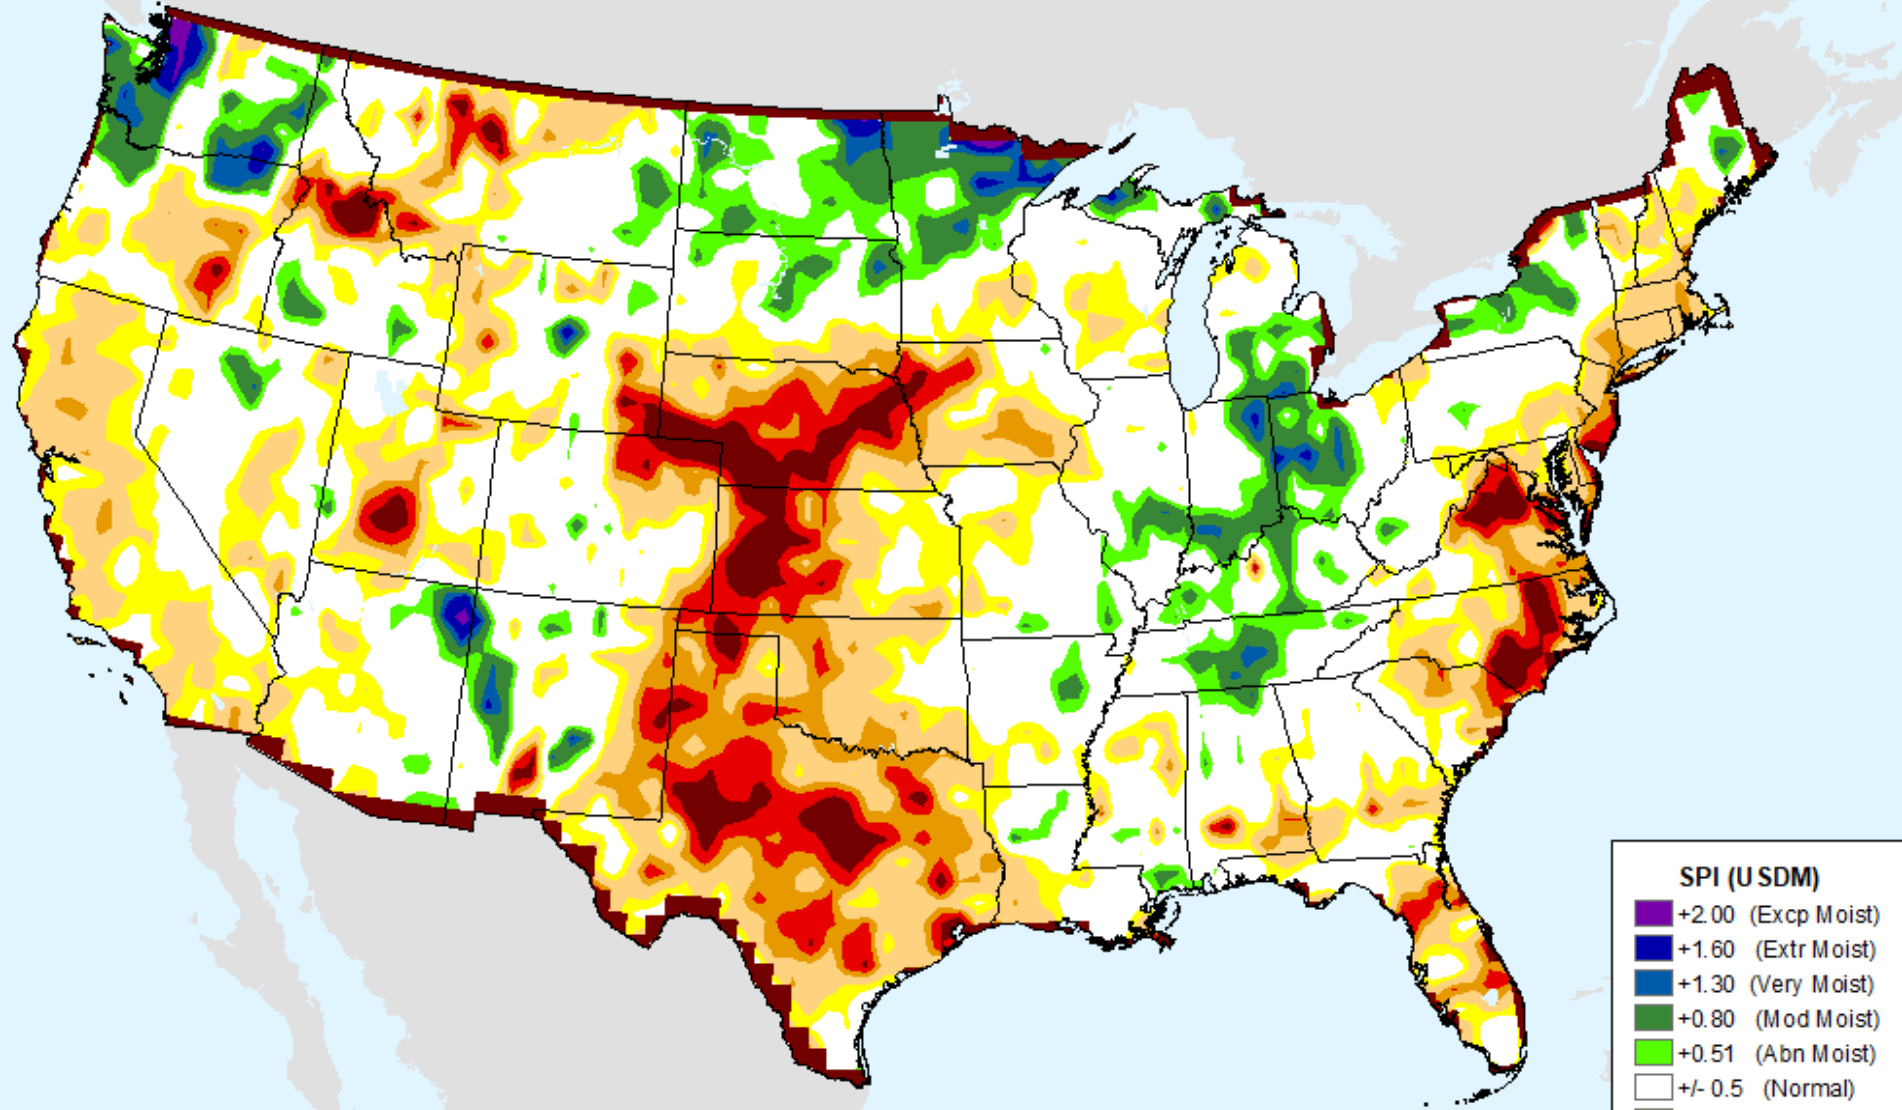 SPI (USDM)
+2.00 (Excp Moist)
+1.60 (Extr Moist)
+1.30 (Very Moist)
+0.80 (Mod Moist)
+0.51 (Abn Moist)
+/- 0.5 (Normal)